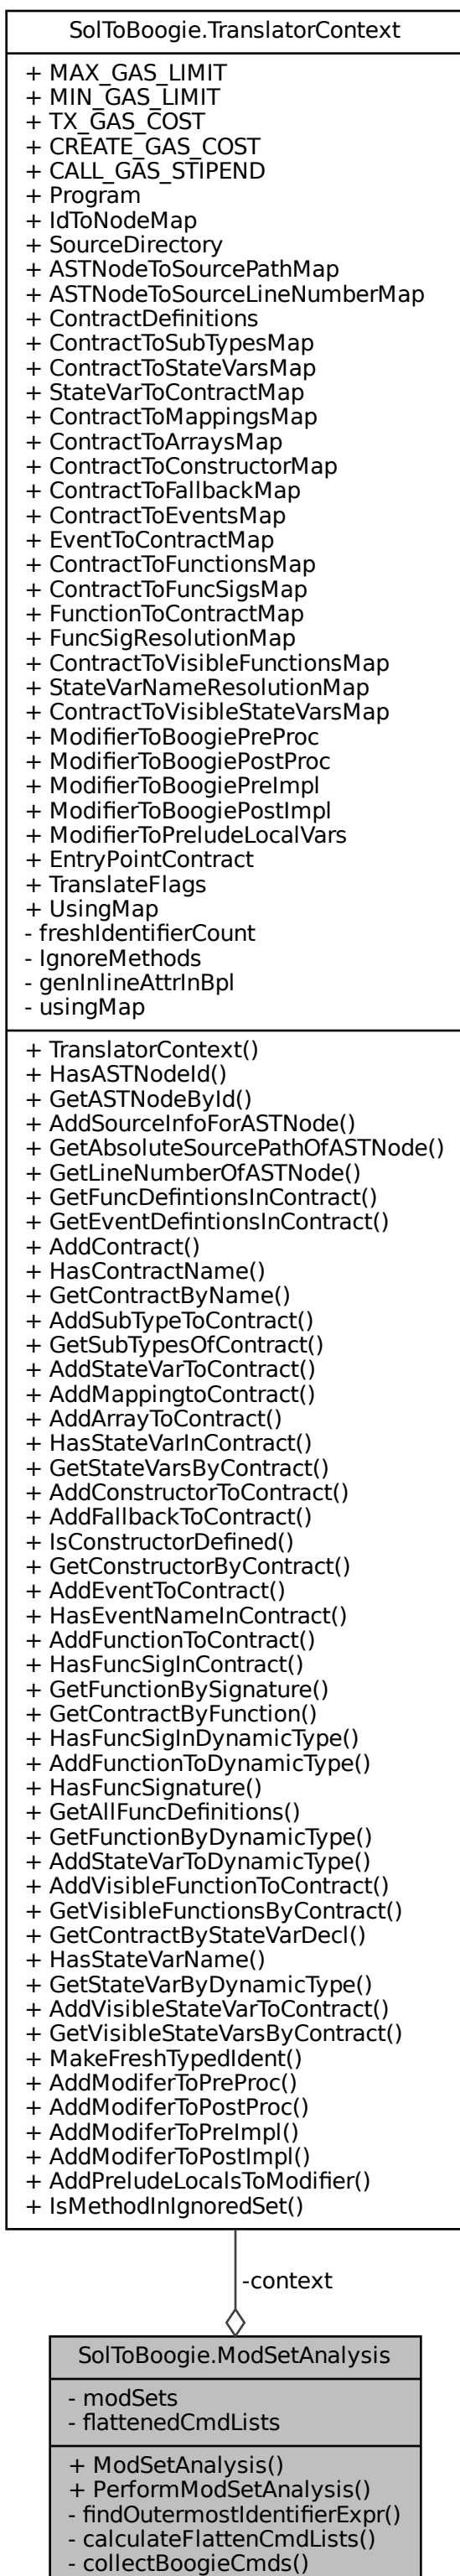 SolToBoogie.TranslatorContext
+ MAX_GAS_LIMIT
+ MIN_GAS_LIMIT
+ TX_GAS_COST
+ CREATE_GAS_COST
+ CALL_GAS_STIPEND
+ Program
+ IdToNodeMap
+ SourceDirectory
+ ASTNodeToSourcePathMap
+ ASTNodeToSourceLineNumberMap
+ ContractDefinitions
+ ContractToSubTypesMap
+ ContractToStateVarsMap
+ StateVarToContractMap
+ ContractToMappingsMap
+ ContractToArraysMap
+ ContractToConstructorMap
+ ContractToFallbackMap
+ ContractToEventsMap
+ EventToContractMap
+ ContractToFunctionsMap
+ ContractToFuncSigsMap
+ FunctionToContractMap
+ FuncSigResolutionMap
+ ContractToVisibleFunctionsMap
+ StateVarNameResolutionMap
+ ContractToVisibleStateVarsMap
+ ModifierToBoogiePreProc
+ ModifierToBoogiePostProc
+ ModifierToBoogiePreImpl
+ ModifierToBoogiePostImpl
+ ModifierToPreludeLocalVars
+ EntryPointContract
+ TranslateFlags
+ UsingMap
- freshIdentifierCount
- IgnoreMethods
- genInlineAttrInBpl
- usingMap
+ TranslatorContext()
+ HasASTNodeId()
+ GetASTNodeById()
+ AddSourceInfoForASTNode()
+ GetAbsoluteSourcePathOfASTNode()
+ GetLineNumberOfASTNode()
+ GetFuncDefintionsInContract()
+ GetEventDefintionsInContract()
+ AddContract()
+ HasContractName()
+ GetContractByName()
+ AddSubTypeToContract()
+ GetSubTypesOfContract()
+ AddStateVarToContract()
+ AddMappingtoContract()
+ AddArrayToContract()
+ HasStateVarInContract()
+ GetStateVarsByContract()
+ AddConstructorToContract()
+ AddFallbackToContract()
+ IsConstructorDefined()
+ GetConstructorByContract()
+ AddEventToContract()
+ HasEventNameInContract()
+ AddFunctionToContract()
+ HasFuncSigInContract()
+ GetFunctionBySignature()
+ GetContractByFunction()
+ HasFuncSigInDynamicType()
+ AddFunctionToDynamicType()
+ HasFuncSignature()
+ GetAllFuncDefinitions()
+ GetFunctionByDynamicType()
+ AddStateVarToDynamicType()
+ AddVisibleFunctionToContract()
+ GetVisibleFunctionsByContract()
+ GetContractByStateVarDecl()
+ HasStateVarName()
+ GetStateVarByDynamicType()
+ AddVisibleStateVarToContract()
+ GetVisibleStateVarsByContract()
+ MakeFreshTypedIdent()
+ AddModiferToPreProc()
+ AddModiferToPostProc()
+ AddModiferToPreImpl()
+ AddModiferToPostImpl()
+ AddPreludeLocalsToModifier()
+ IsMethodInIgnoredSet()
-context
SolToBoogie.ModSetAnalysis
- modSets
- flattenedCmdLists
+ ModSetAnalysis()
+ PerformModSetAnalysis()
- findOutermostIdentifierExpr()
- calculateFlattenCmdLists()
- collectBoogieCmds()